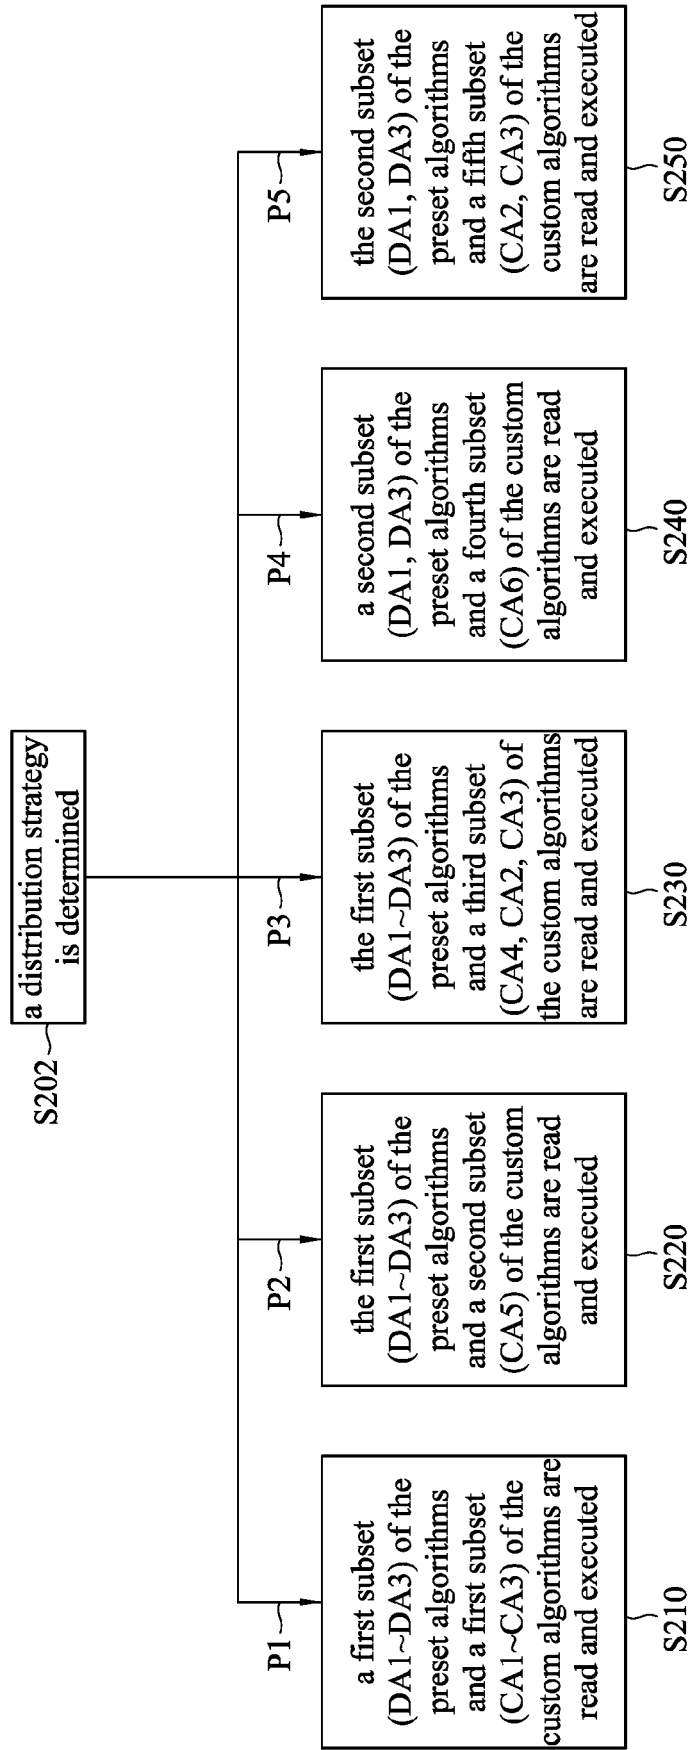 a distribution strategy
is determined
S202
P1
P2
P3
P4
P5
a first subset
(DA1~DA3) of the
preset algorithms
and a first subset
(CA1~CA3) of the
custom algorithms are
read and executed
S210
the first subset
(DA1~DA3) of the
preset algorithms
and a second subset
(CA5) of the custom
algorithms are read
and executed
S220
the first subset
(DA1~DA3) of the
preset algorithms
and a third subset
(CA4, CA2, CA3) of
the custom algorithms
are read and executed
S230
a second subset
(DA1, DA3) of the
preset algorithms
and a fourth subset
(CA6) of the custom
algorithms are read
and executed
S240
the second subset
(DA1, DA3) of the
preset algorithms
and a fifth subset
(CA2, CA3) of the
custom algorithms
are read and executed
S250